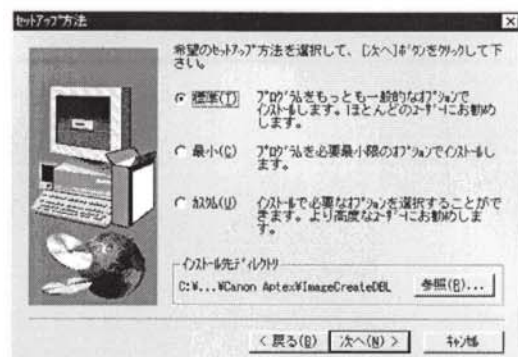 ｾｯﾄｱｯﾌﾟ方法
希望のｾｯﾄｱｯﾌﾟ方法を選択して、[次へ]ﾎﾞﾀﾝをｸﾘｯｸして下
さい。
標準(T)
ﾌﾟﾛｸﾞﾗﾑをもっとも一般的なｵﾌﾟｼｮﾝで
ｲﾝｽﾄｰﾙします。ほとんどのﾕｰｻﾞｰにお勧め
します。
最小(C)
ﾌﾟﾛｸﾞﾗﾑを必要最小限のｵﾌﾟｼｮﾝでｲﾝｽﾄｰﾙし
ます。
ｶｽﾀﾑ(U)
ｲﾝｽﾄｰﾙで必要なｵﾌﾟｼｮﾝを選択することがで
きます。より高度なﾕｰｻﾞｰにお勧めしま
す。
ｲﾝｽﾄｰﾙ先ﾃﾞｨﾚｸﾄﾘ
C:¥...¥Canon Aptex¥ImageCreateDBL
参照(R)...
< 戻る(B)
次へ(N) >
ｷｬﾝｾﾙ